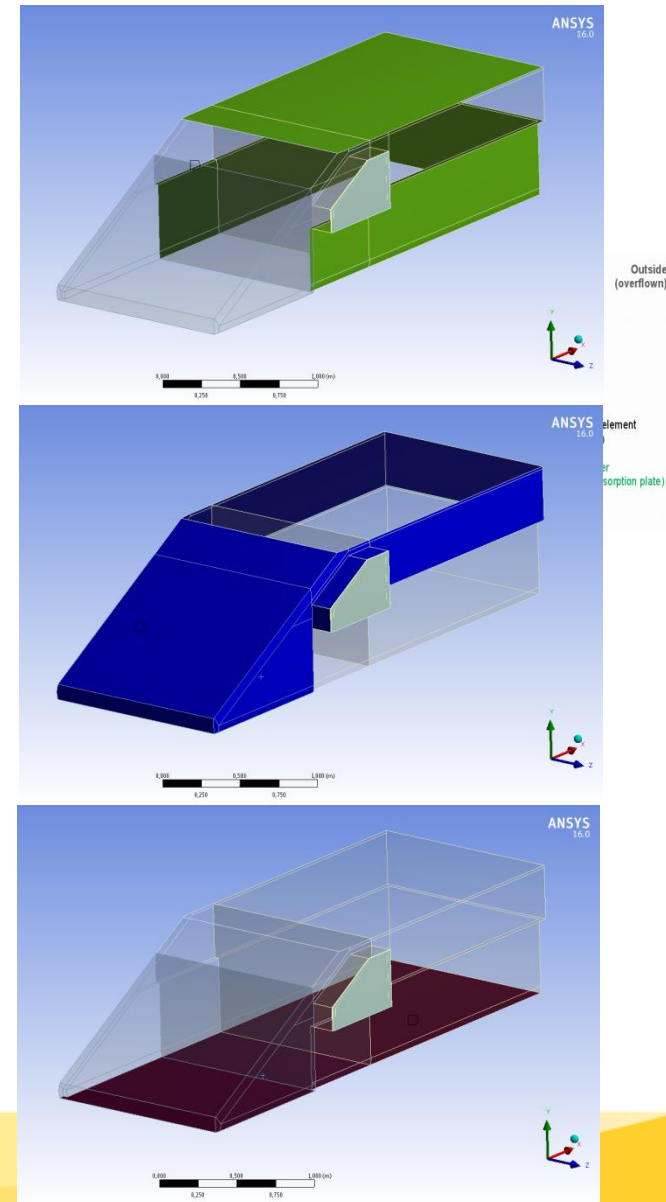 ANSYS
16.0
Y
X
Z
0,000 0,500 1,000 (m)
0,250 0,750
Outside
(overflown)
ANSYS
16.0
element
)
er
sorption plate)
Y
X
Z
0,000 0,500 1,000 (m)
0,250 0,750
ANSYS
16.0
Y
X
Z
0,000 0,500 1,000 (m)
0,250 0,750